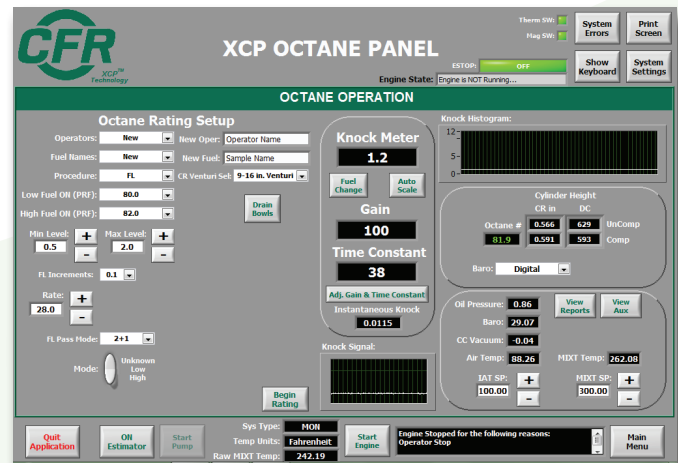 CFR
XCP™
Technology
XCP OCTANE PANEL
Therm SW:
Mag SW:
ESTOP: OFF
Engine State: Engine is NOT Running...
System Errors
Print Screen
Show Keyboard
System Settings
OCTANE OPERATION
Octane Rating Setup
Operators: New New Oper: Operator Name
Fuel Names: New New Fuel: Sample Name
Procedure: FL CR Venturi Sel: 9-16 in. Venturi
Low Fuel ON (PRF): 80.0
High Fuel ON (PRF): 82.0
Drain Bowls
Min Level: 0.5 + -
Max Level: 2.0 + -
FL Increments: 0.1
Rate: 28.0 + -
FL Pass Mode: 2+1
Mode: Unknown Low High
Begin Rating
Knock Meter
1.2
Fuel Change
Auto Scale
Gain
100
Time Constant
38
Adj. Gain & Time Constant
Instantaneous Knock
0.0115
Knock Signal:
Knock Histogram:
12-
5-
0-
Cylinder Height
CR in DC
Octane # 0.566 629 UnComp
81.9 0.591 593 Comp
Baro: Digital
Oil Pressure: 0.86
View Reports
View Aux
Baro: 29.07
CC Vacuum: -0.04
Air Temp: 88.26 MIXT Temp: 262.08
IAT SP: 100.00 + -
MIXT SP: 300.00 + -
Quit Application
ON Estimator
Start Pump
Sys Type: MON
Temp Units: Fahrenheit
Raw MIXT Temp: 242.19
Start Engine
Engine Stopped for the following reasons:
Operator Stop
Main Menu